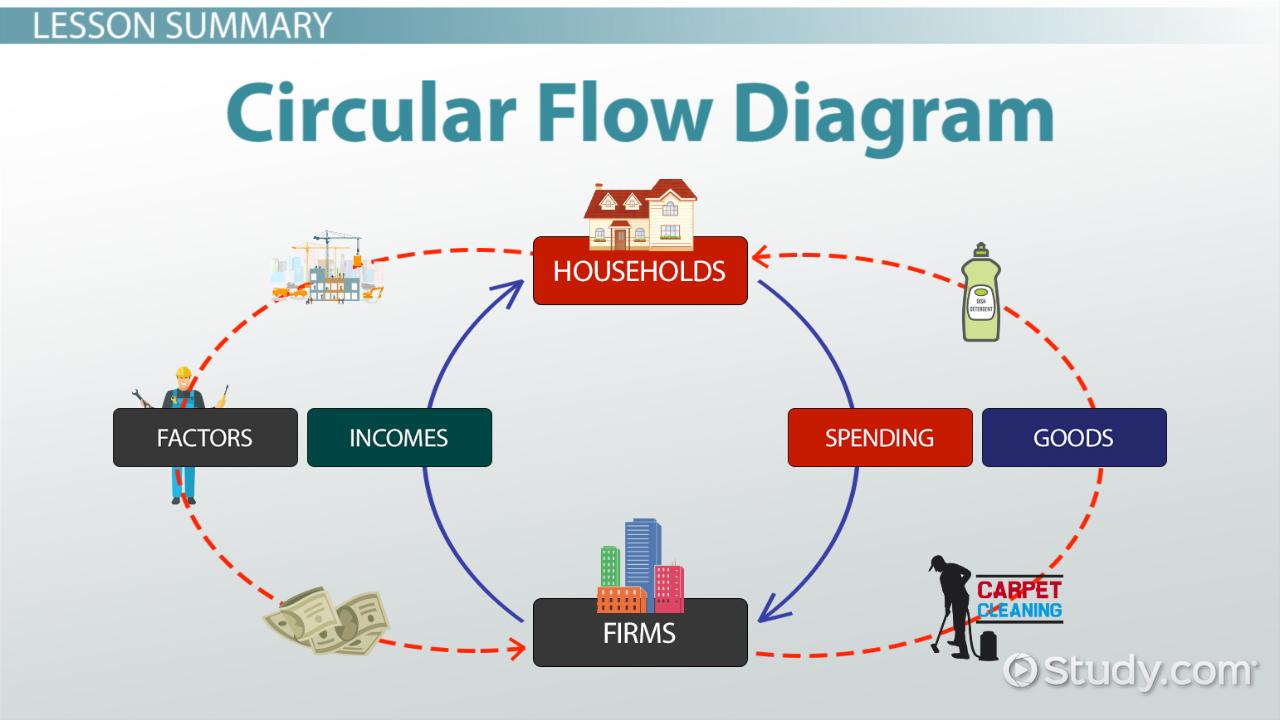 LESSON SUMMARY
Circular Flow Diagram
HOUSEHOLDS
DISH
DETERGENT
FACTORS
INCOMES
SPENDING
GOODS
FIRMS
CARPET
CLEANING
Study.com